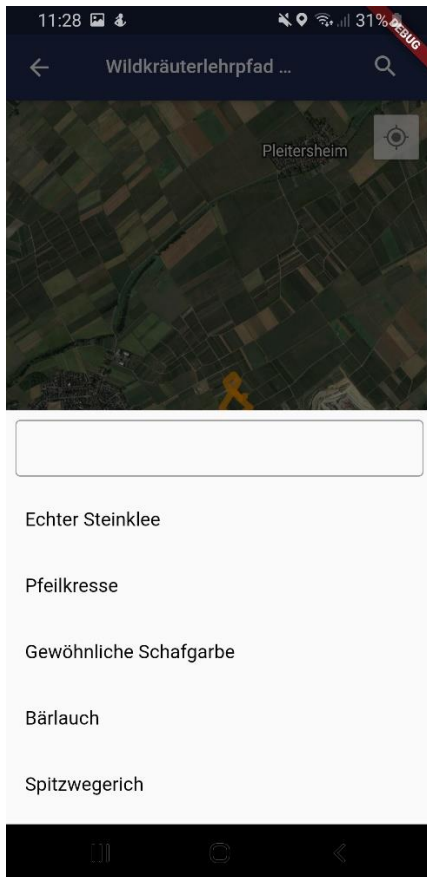 11:28 31%
DEBUG
Wildkräuterlehrpfad ...
Pleitersheim
Echter Steinklee
Pfeilkresse
Gewöhnliche Schafgarbe
Bärlauch
Spitzwegerich